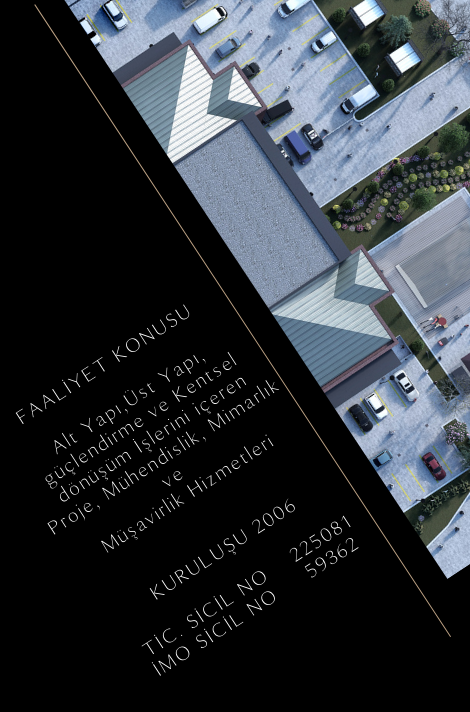 FAALİYET KONUSU
Alt Yapı,Üst Yapı,
güçlendirme ve Kentsel
dönüşüm İşlerini içeren
Proje, Mühendislik, Mimarlık
ve
Müşavirlik Hizmetleri
KURULUŞU 2006
TİC. SİCİL NO 225081
İMO SİCİL NO 59362